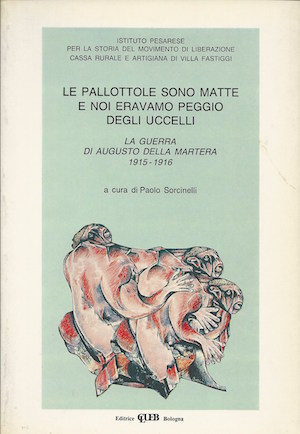 ISTITUTO PESARESE
PER LA STORIA DEL MOVIMENTO DI LIBERAZIONE
CASSA RURALE E ARTIGIANA DI VILLA FASTIGGI
LE PALLOTTOLE SONO MATTE
E NOI ERAVAMO PEGGIO
DEGLI UCCELLI
LA GUERRA
DI AUGUSTO DELLA MARTERA
1915-1916
a cura di Paolo Sorcinelli
Editrice CLUEB Bologna